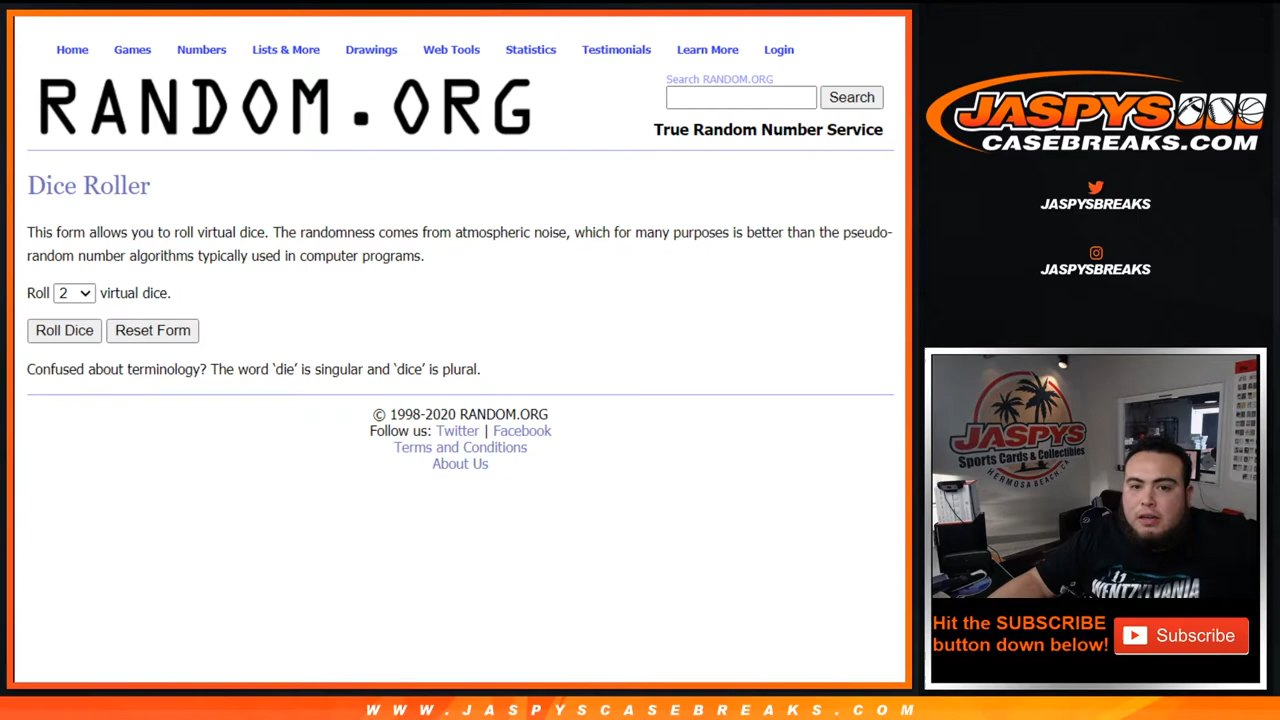 Home Games Numbers Lists & More Drawings Web Tools Statistics Testimonials Learn More Login
RANDOM.ORG
Search RANDOM.ORG
Search
True Random Number Service
Dice Roller
This form allows you to roll virtual dice. The randomness comes from atmospheric noise, which for many purposes is better than the pseudo-
random number algorithms typically used in computer programs.
Roll 2 virtual dice.
Roll Dice Reset Form
Confused about terminology? The word ‘die’ is singular and ‘dice’ is plural.
© 1998-2020 RANDOM.ORG
Follow us: Twitter | Facebook
Terms and Conditions
About Us
JASPYS
CASEBREAKS.COM
JASPYSBREAKS
JASPYSBREAKS
JASPYS
Sports Cards & Collectibles
HERMOSA BEACH, CA
WENTZYLVANIA
Hit the SUBSCRIBE
button down below!
Subscribe
WWW.JASPYSCASEBREAKS.COM